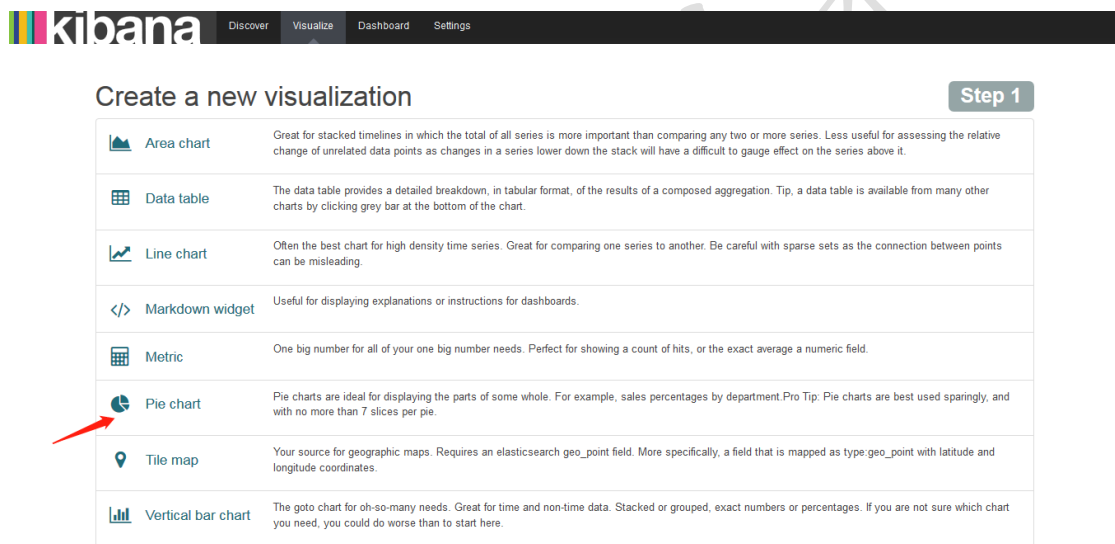 kibana Discover Visualize Dashboard Settings
Create a new visualization Step 1
Area chart Great for stacked timelines in which the total of all series is more important than comparing any two or more series. Less useful for assessing the relative
change of unrelated data points as changes in a series lower down the stack will have a difficult to gauge effect on the series above it.
Data table The data table provides a detailed breakdown, in tabular format, of the results of a composed aggregation. Tip, a data table is available from many other
charts by clicking grey bar at the bottom of the chart.
Line chart Often the best chart for high density time series. Great for comparing one series to another. Be careful with sparse sets as the connection between points
can be misleading.
Markdown widget Useful for displaying explanations or instructions for dashboards.
Metric One big number for all of your one big number needs. Perfect for showing a count of hits, or the exact average a numeric field.
Pie chart Pie charts are ideal for displaying the parts of some whole. For example, sales percentages by department.Pro Tip: Pie charts are best used sparingly, and
with no more than 7 slices per pie.
Tile map Your source for geographic maps. Requires an elasticsearch geo_point field. More specifically, a field that is mapped as type:geo_point with latitude and
longitude coordinates.
Vertical bar chart The goto chart for oh-so-many needs. Great for time and non-time data. Stacked or grouped, exact numbers or percentages. If you are not sure which chart
you need, you could do worse than to start here.